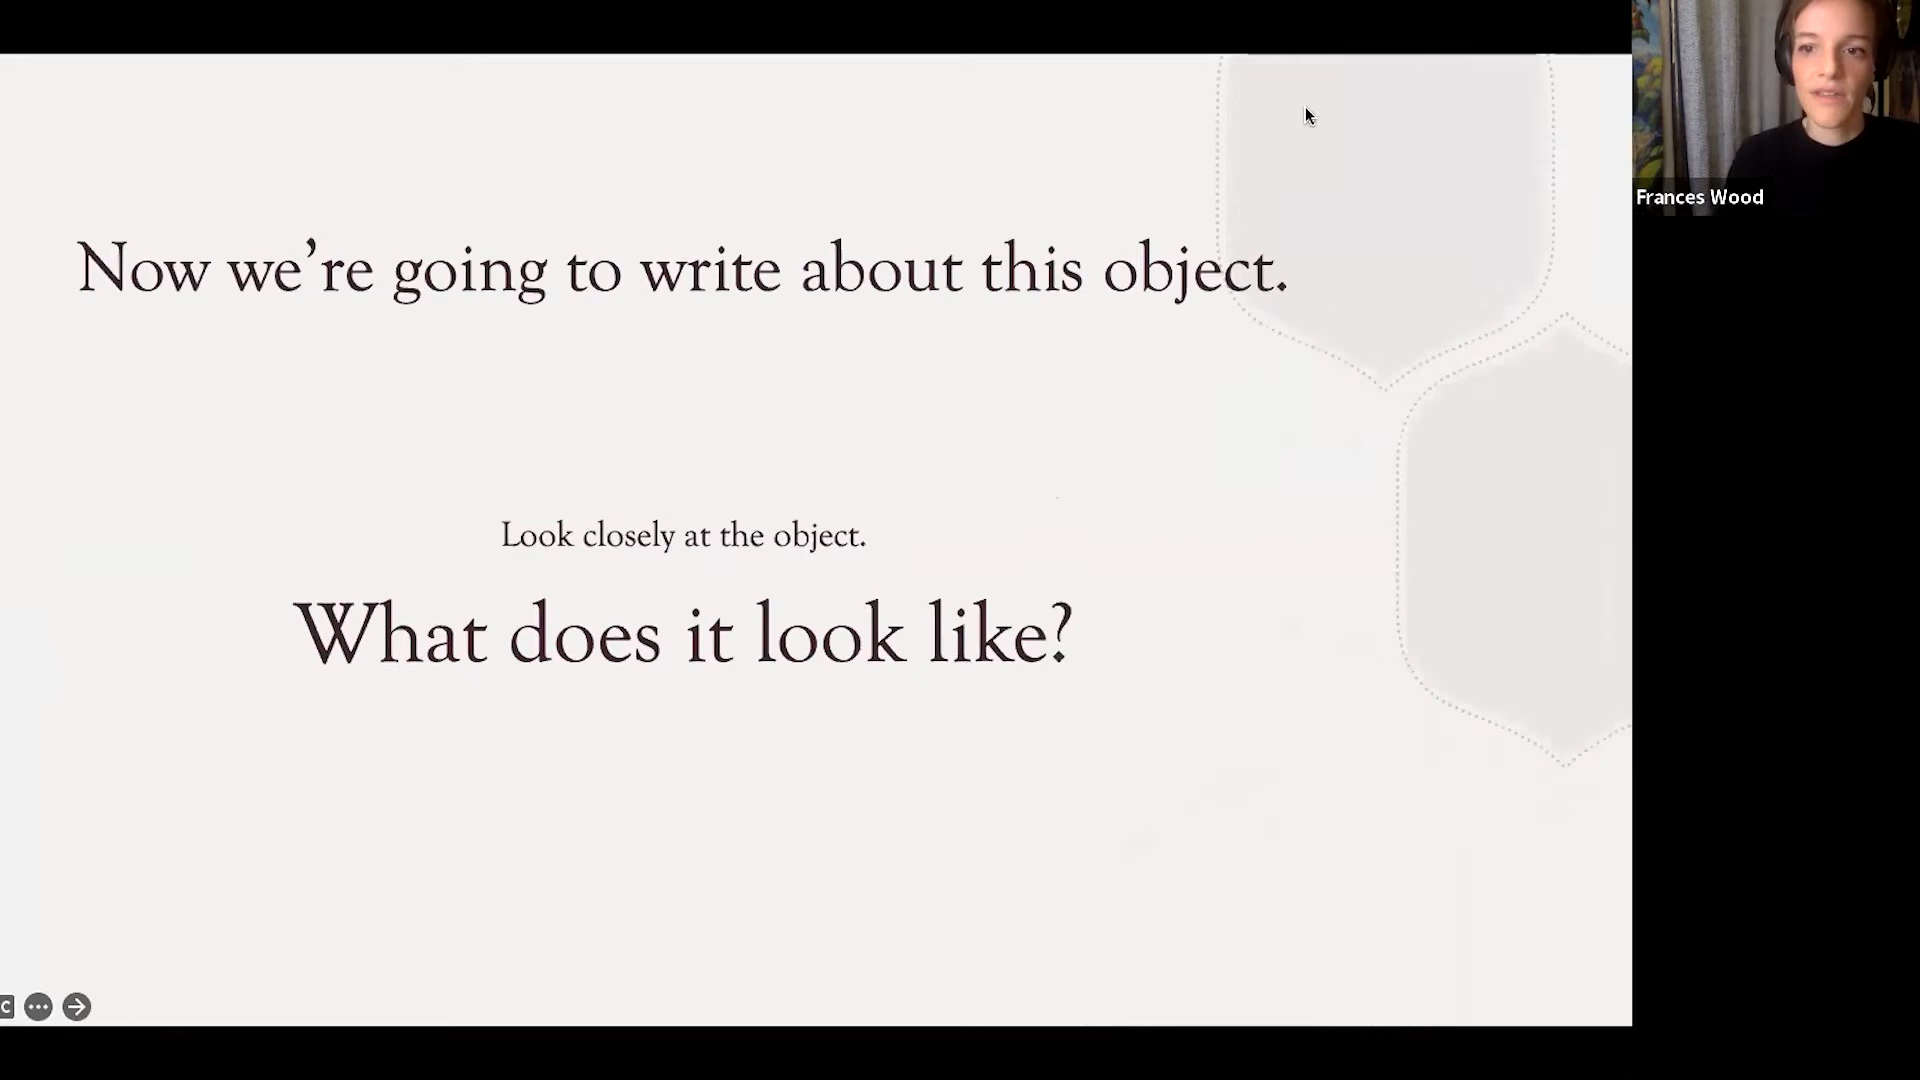 Now we’re going to write about this object.
Look closely at the object.
What does it look like?
Frances Wood
C